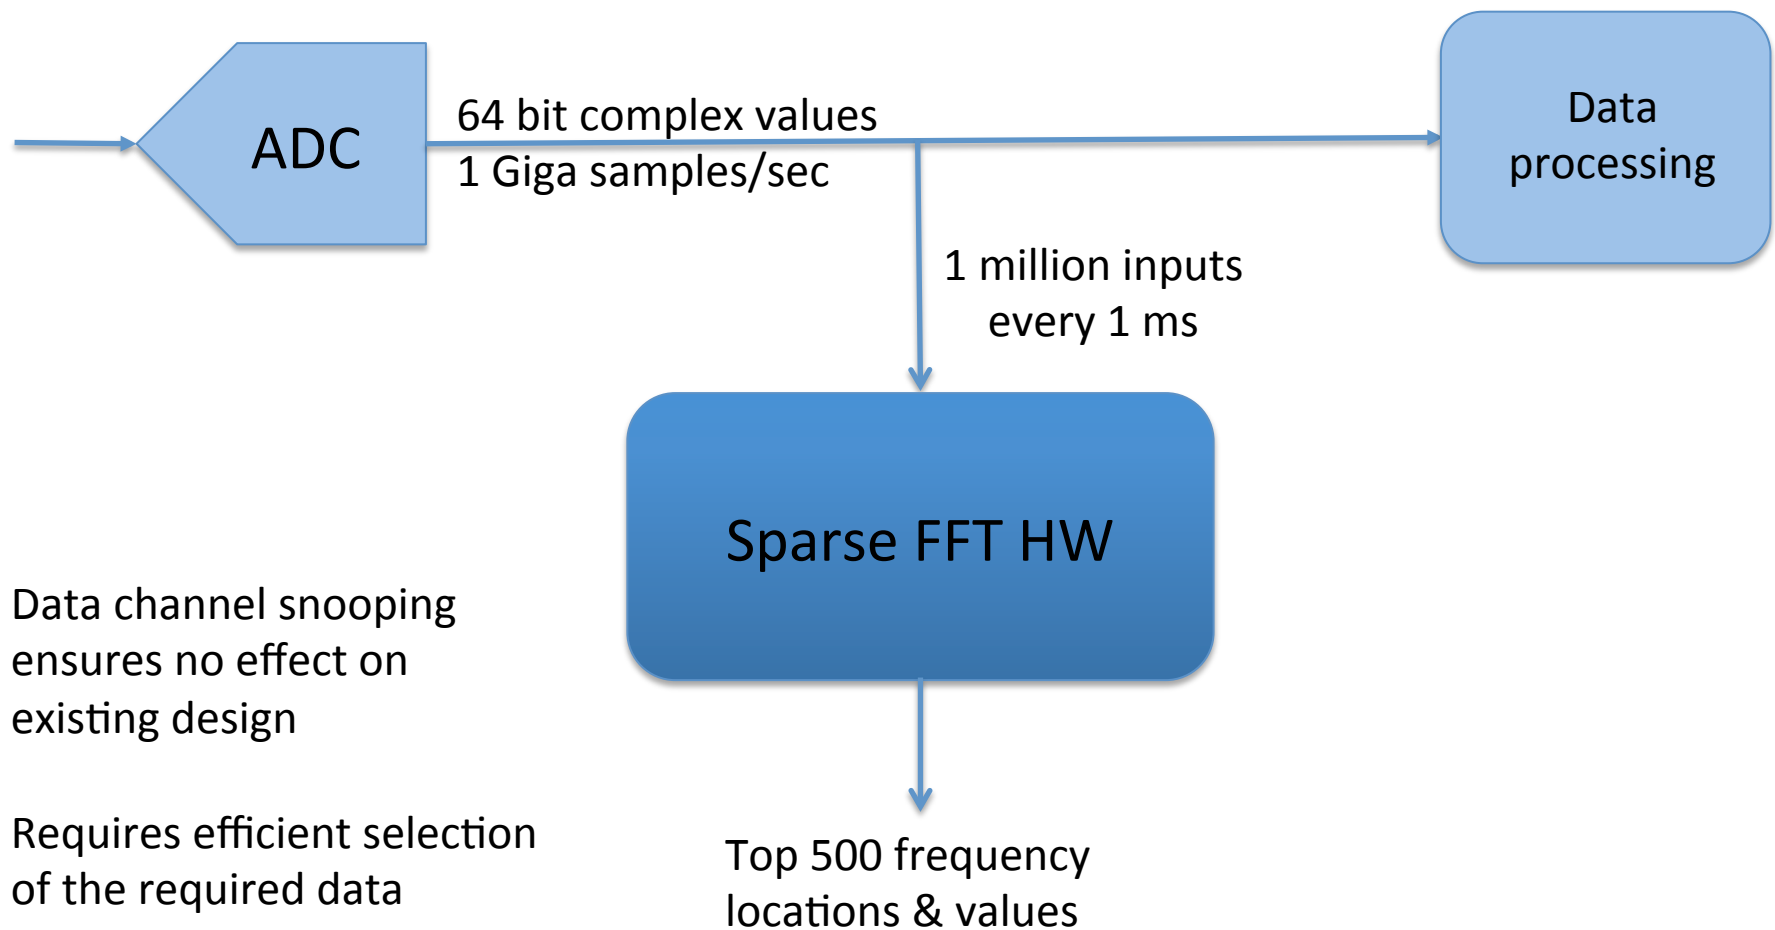 ADC
64 bit complex values
1 Giga samples/sec
Data
processing
1 million inputs
every 1 ms
Sparse FFT HW
Data channel snooping
ensures no effect on
existing design
Requires efficient selection
of the required data
Top 500 frequency
locations & values